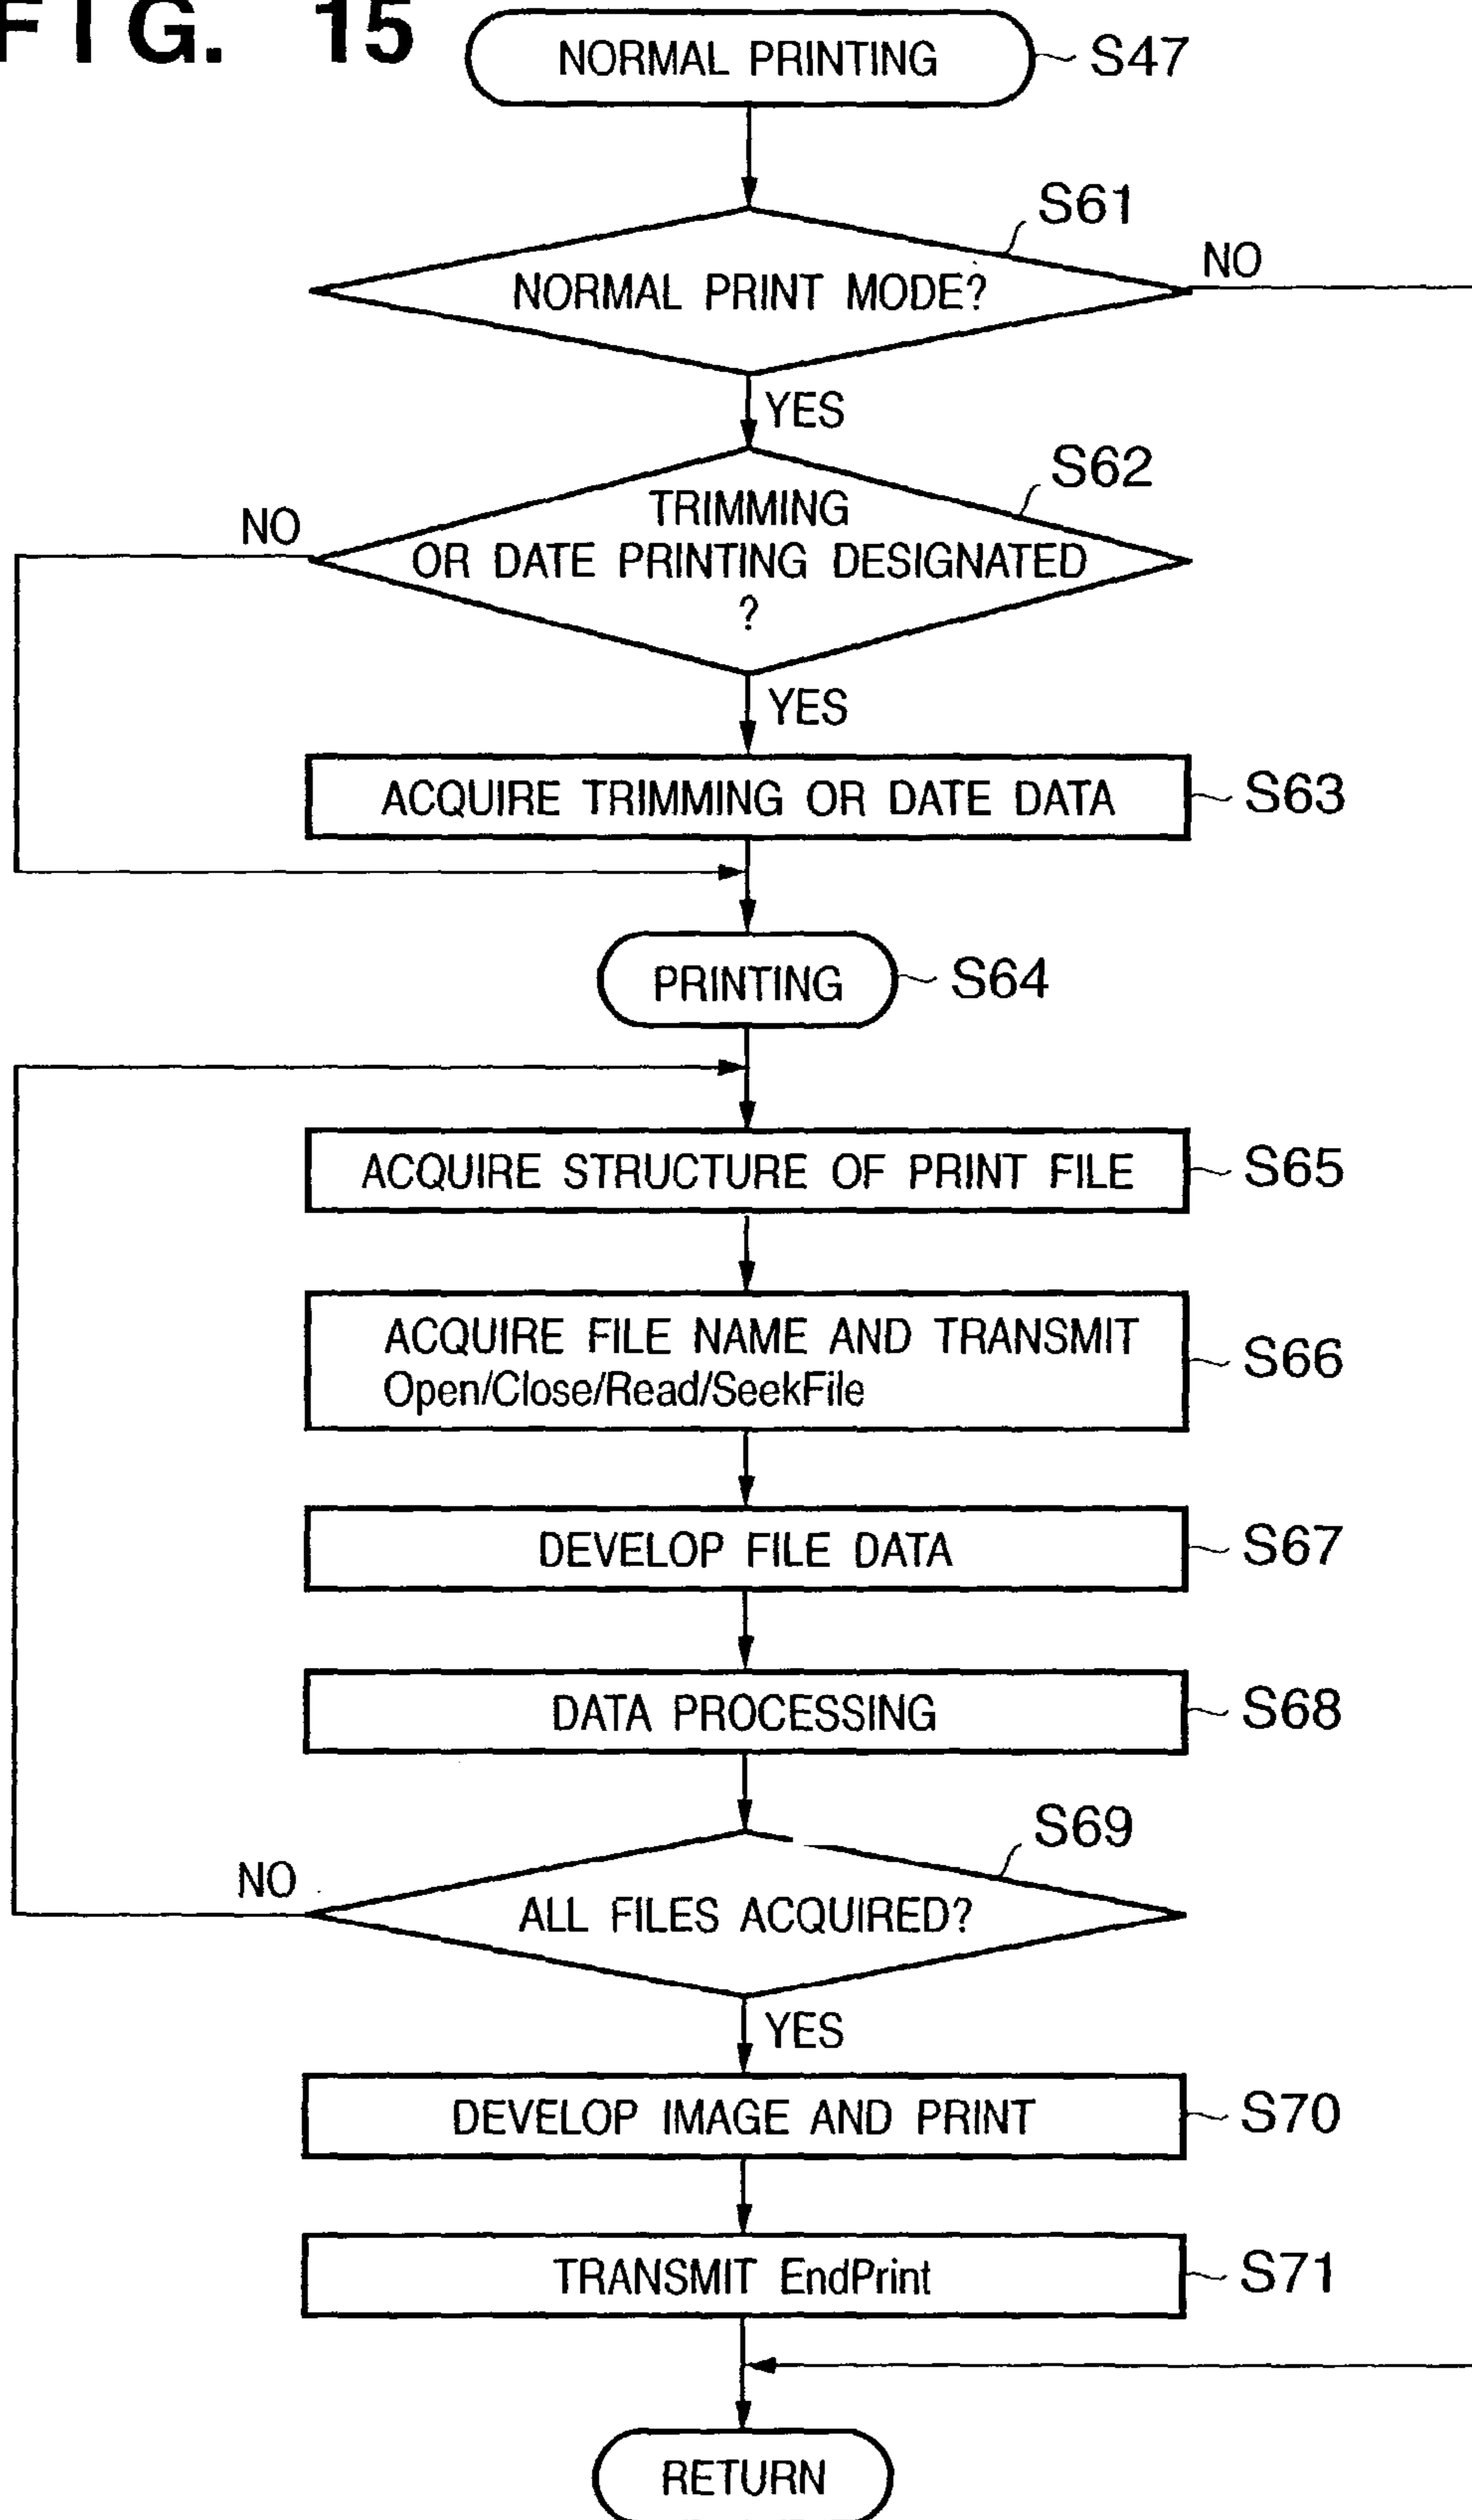 FIG. 15
NORMAL PRINTING
S47
S61
NORMAL PRINT MODE?
NO
YES
S62
TRIMMING
OR DATE PRINTING DESIGNATED
?
NO
YES
ACQUIRE TRIMMING OR DATE DATA
S63
PRINTING
S64
ACQUIRE STRUCTURE OF PRINT FILE
S65
ACQUIRE FILE NAME AND TRANSMIT
Open/Close/Read/SeekFile
S66
DEVELOP FILE DATA
S67
DATA PROCESSING
S68
S69
NO
ALL FILES ACQUIRED?
YES
DEVELOP IMAGE AND PRINT
S70
TRANSMIT EndPrint
S71
RETURN